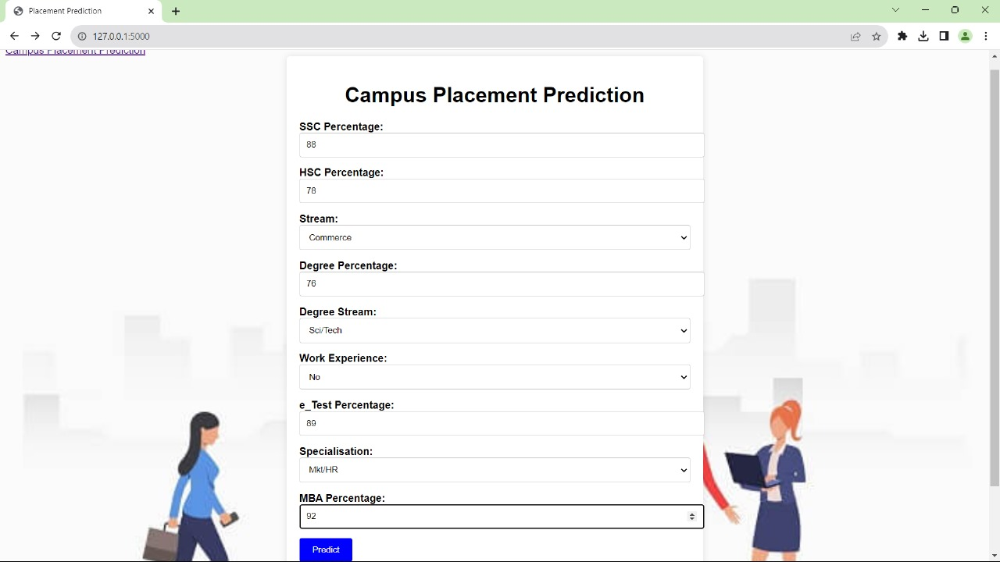 Placement Prediction
127.0.0.1:5000
Campus Placement Prediction
Campus Placement Prediction
SSC Percentage:
88
HSC Percentage:
78
Stream:
Commerce
Degree Percentage:
76
Degree Stream:
Sci/Tech
Work Experience:
No
e_Test Percentage:
89
Specialisation:
Mkt/HR
MBA Percentage:
92
Predict